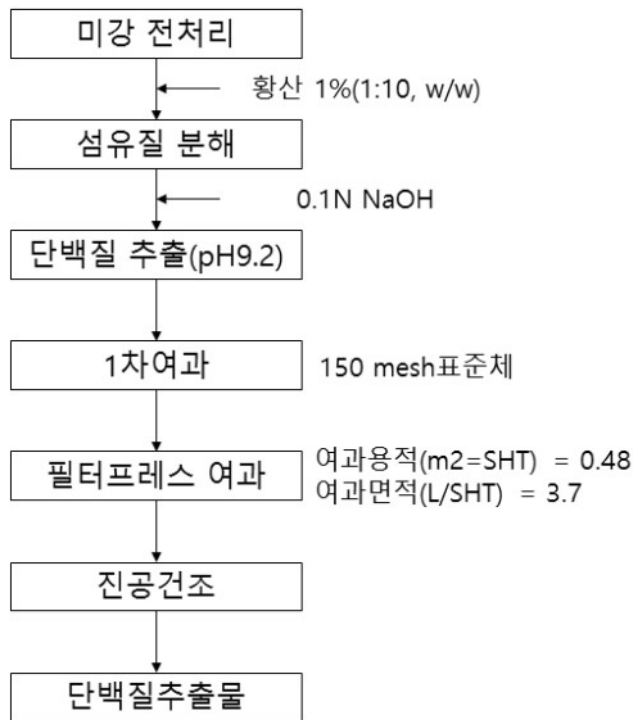 미강 전처리
황산 1%(1:10, w/w)
섬유질 분해
0.1N NaOH
단백질 추출(pH9.2)
1차여과
150 mesh표준체
필터프레스 여과
여과용적(m2=SHT) = 0.48
여과면적(L/SHT) = 3.7
진공건조
단백질추출물